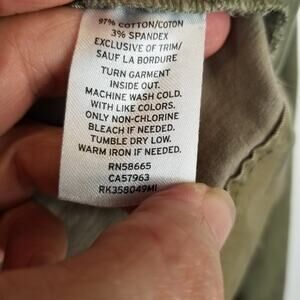 97% COTTON/COTON
3% SPANDEX
EXCLUSIVE OF TRIM/
SAUF LA BORDURE
TURN GARMENT
INSIDE OUT.
MACHINE WASH COLD.
WITH LIKE COLORS.
ONLY NON-CHLORINE
BLEACH IF NEEDED.
TUMBLE DRY LOW.
WARM IRON IF NEEDED.
RN58665
CA57963
RK358049MI